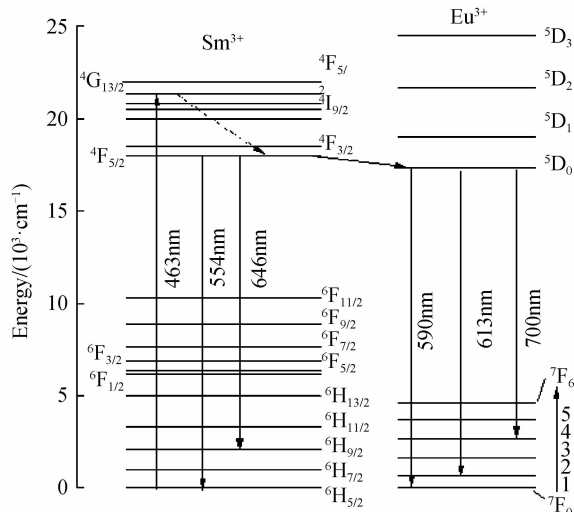 Sm³⁺
Eu³⁺
25
20
15
10
5
0
Energy/(10³·cm⁻¹)
⁴G₁₃/₂
⁴F₅/₂
⁴F₅/
2
⁴I₉/₂
⁴F₃/₂
463nm
554nm
646nm
⁶F₁₁/₂
⁶F₉/₂
⁶F₇/₂
⁶F₅/₂
⁶F₃/₂
⁶F₁/₂
⁶H₁₃/₂
⁶H₁₁/₂
⁶H₉/₂
⁶H₇/₂
⁶H₅/₂
⁵D₃
⁵D₂
⁵D₁
⁵D₀
590nm
613nm
700nm
⁷F₆
5
4
3
2
1
⁷F₀